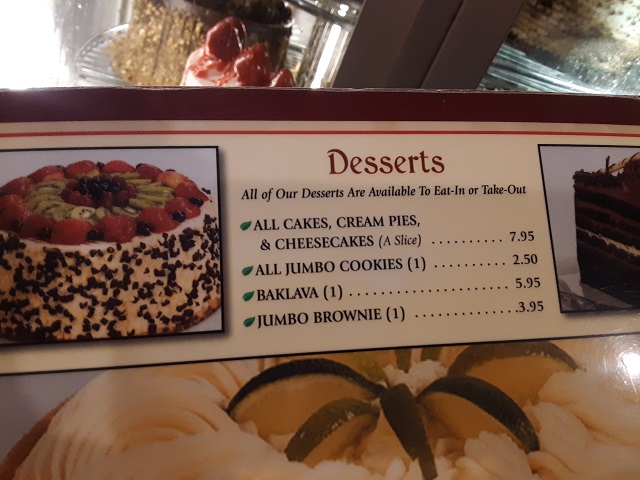 Desserts
All of Our Desserts Are Available To Eat-In or Take-Out
ALL CAKES, CREAM PIES,
& CHEESECAKES (A Slice) .......... 7.95
ALL JUMBO COOKIES (1) .......... 2.50
BAKLAVA (1) ..................... 5.95
JUMBO BROWNIE (1) .............3.95